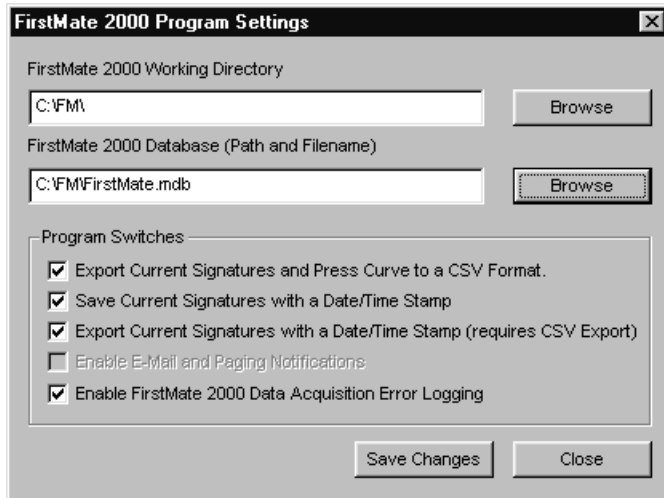 FirstMate 2000 Program Settings
FirstMate 2000 Working Directory
C:\FM\
Browse
FirstMate 2000 Database (Path and Filename)
C:\FM\FirstMate.mdb
Browse
Program Switches
Export Current Signatures and Press Curve to a CSV Format.
Save Current Signatures with a Date/Time Stamp
Export Current Signatures with a Date/Time Stamp (requires CSV Export)
Enable E-Mail and Paging Notifications
Enable FirstMate 2000 Data Acquisition Error Logging
Save Changes
Close